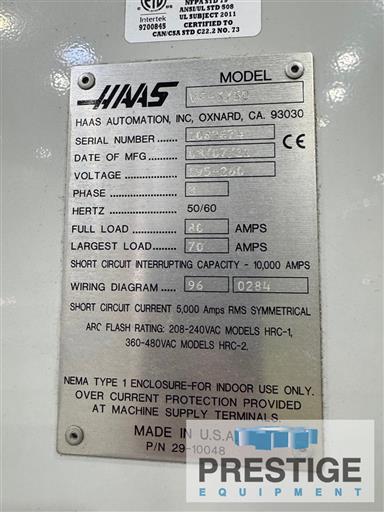 NFPA STD 79
ANSI/UL STD 508
UL SUBJECT 2011
CERTIFIED TO
CAN/CSA STD C22.2 NO. 73
Intertek
9700845
HAAS
MODEL
HAAS AUTOMATION, INC, OXNARD, CA. 93030
SERIAL NUMBER
DATE OF MFG
CE
VOLTAGE 195-260
PHASE
HERTZ 50/60
FULL LOAD AMPS
LARGEST LOAD 70 AMPS
SHORT CIRCUIT INTERRUPTING CAPACITY - 10,000 AMPS
WIRING DIAGRAM 96 0284
SHORT CIRCUIT CURRENT 5,000 Amps RMS SYMMETRICAL
ARC FLASH RATING: 208-240VAC MODELS HRC-1,
360-480VAC MODELS HRC-2.
NEMA TYPE 1 ENCLOSURE-FOR INDOOR USE ONLY.
OVER CURRENT PROTECTION PROVIDED
AT MACHINE SUPPLY TERMINALS.
MADE IN U.S.A
P/N 29-10048
PRESTIGE
EQUIPMENT